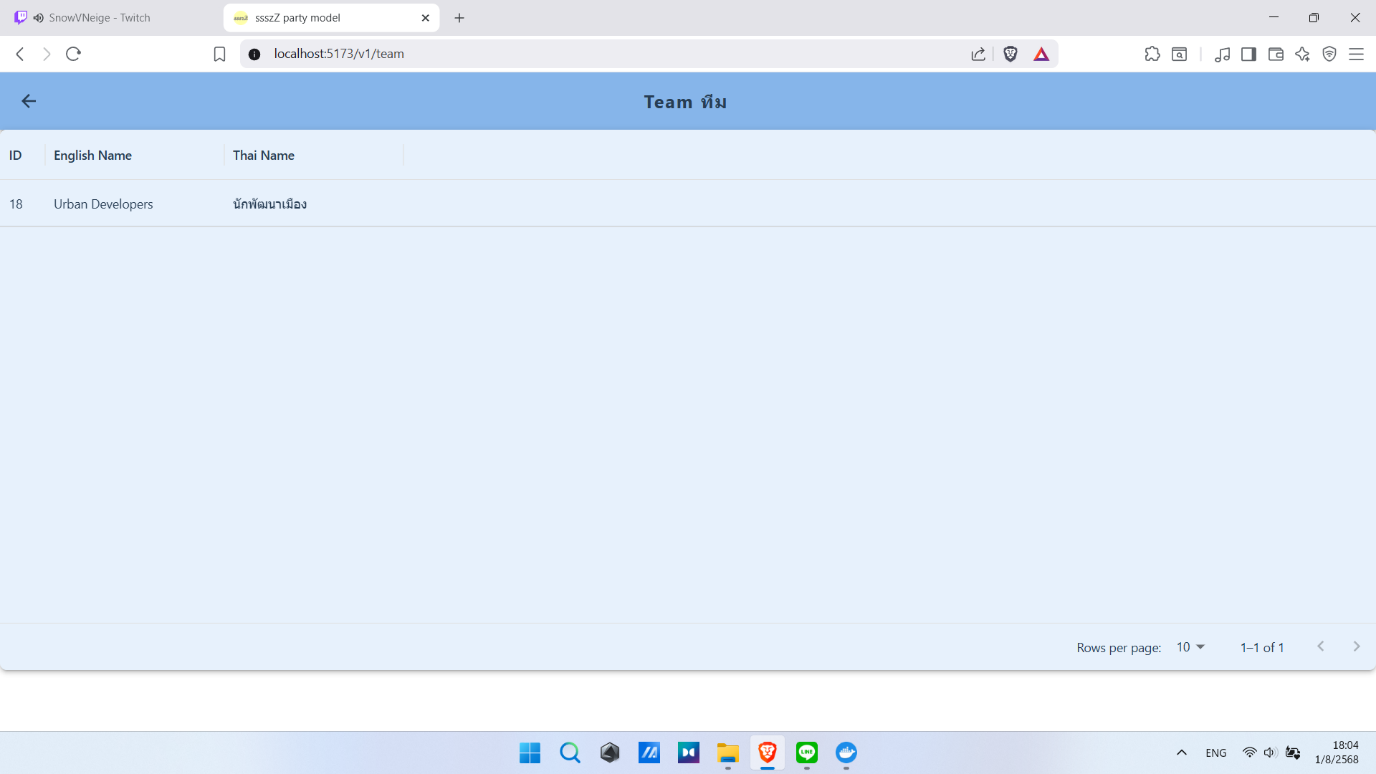 SnowVNeige - Twitch
ssszZ ssszZ party model
localhost:5173/v1/team
Team ทีม
ID English Name Thai Name
18 Urban Developers นักพัฒนาเมือง
Rows per page: 10 1–1 of 1
LINE
ENG
18:04
1/8/2568